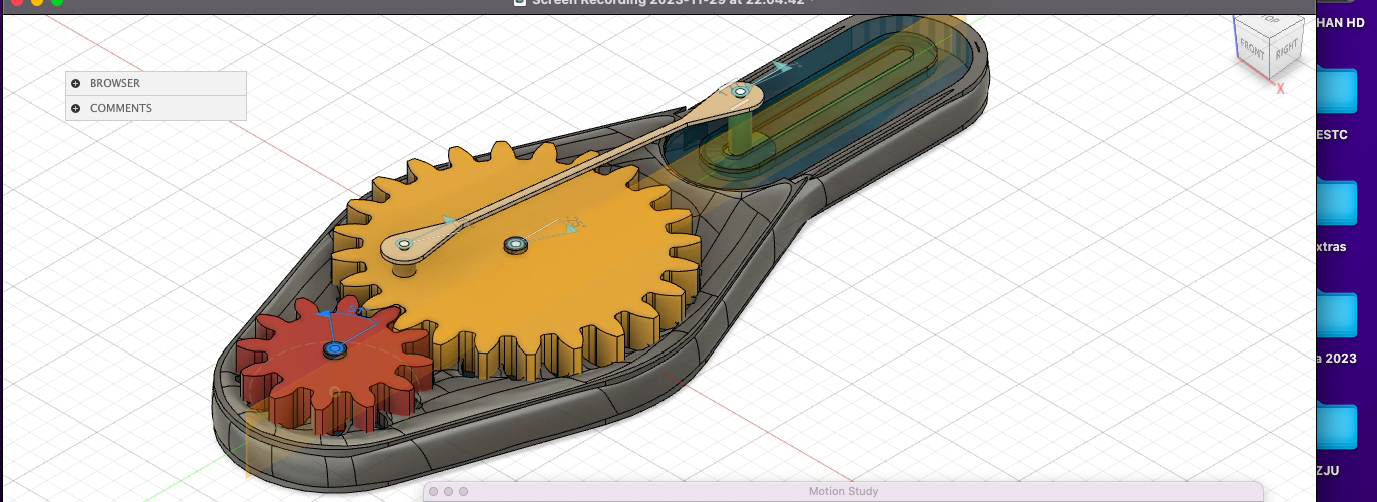 Screen Recording 2023-11-29 at 22.04.42
HAN HD
BROWSER
COMMENTS
TOP
FRONT
RIGHT
X
ESTC
xtras
a 2023
ZJU
Motion Study